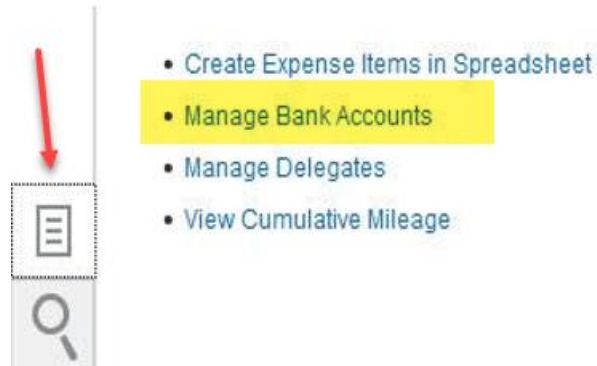 • Create Expense Items in Spreadsheet
• Manage Bank Accounts
• Manage Delegates
• View Cumulative Mileage